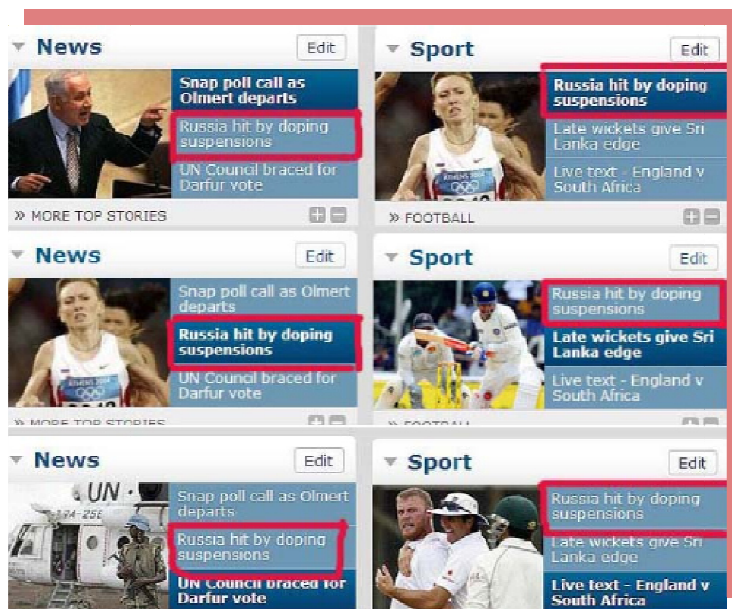 News
Edit
Snap poll call as
Olmert departs
Russia hit by doping
suspensions
UN Council braced for
Darfur vote
» MORE TOP STORIES
Sport
Edit
Russia hit by doping
suspensions
Late wickets give Sri
Lanka edge
Live text - England v
South Africa
» FOOTBALL
News
Edit
Snap poll call as Olmert
departs
Russia hit by doping
suspensions
UN Council braced for
Darfur vote
» MORE TOP STORIES
Sport
Edit
Russia hit by doping
suspensions
Late wickets give Sri
Lanka edge
Live text - England v
South Africa
» FOOTBALL
News
Edit
UN
Snap poll call as Olmert
departs
Russia hit by doping
suspensions
UN Council braced for
Darfur vote
Sport
Edit
Russia hit by doping
suspensions
Late wickets give Sri
Lanka edge
Live text - England v
South Africa